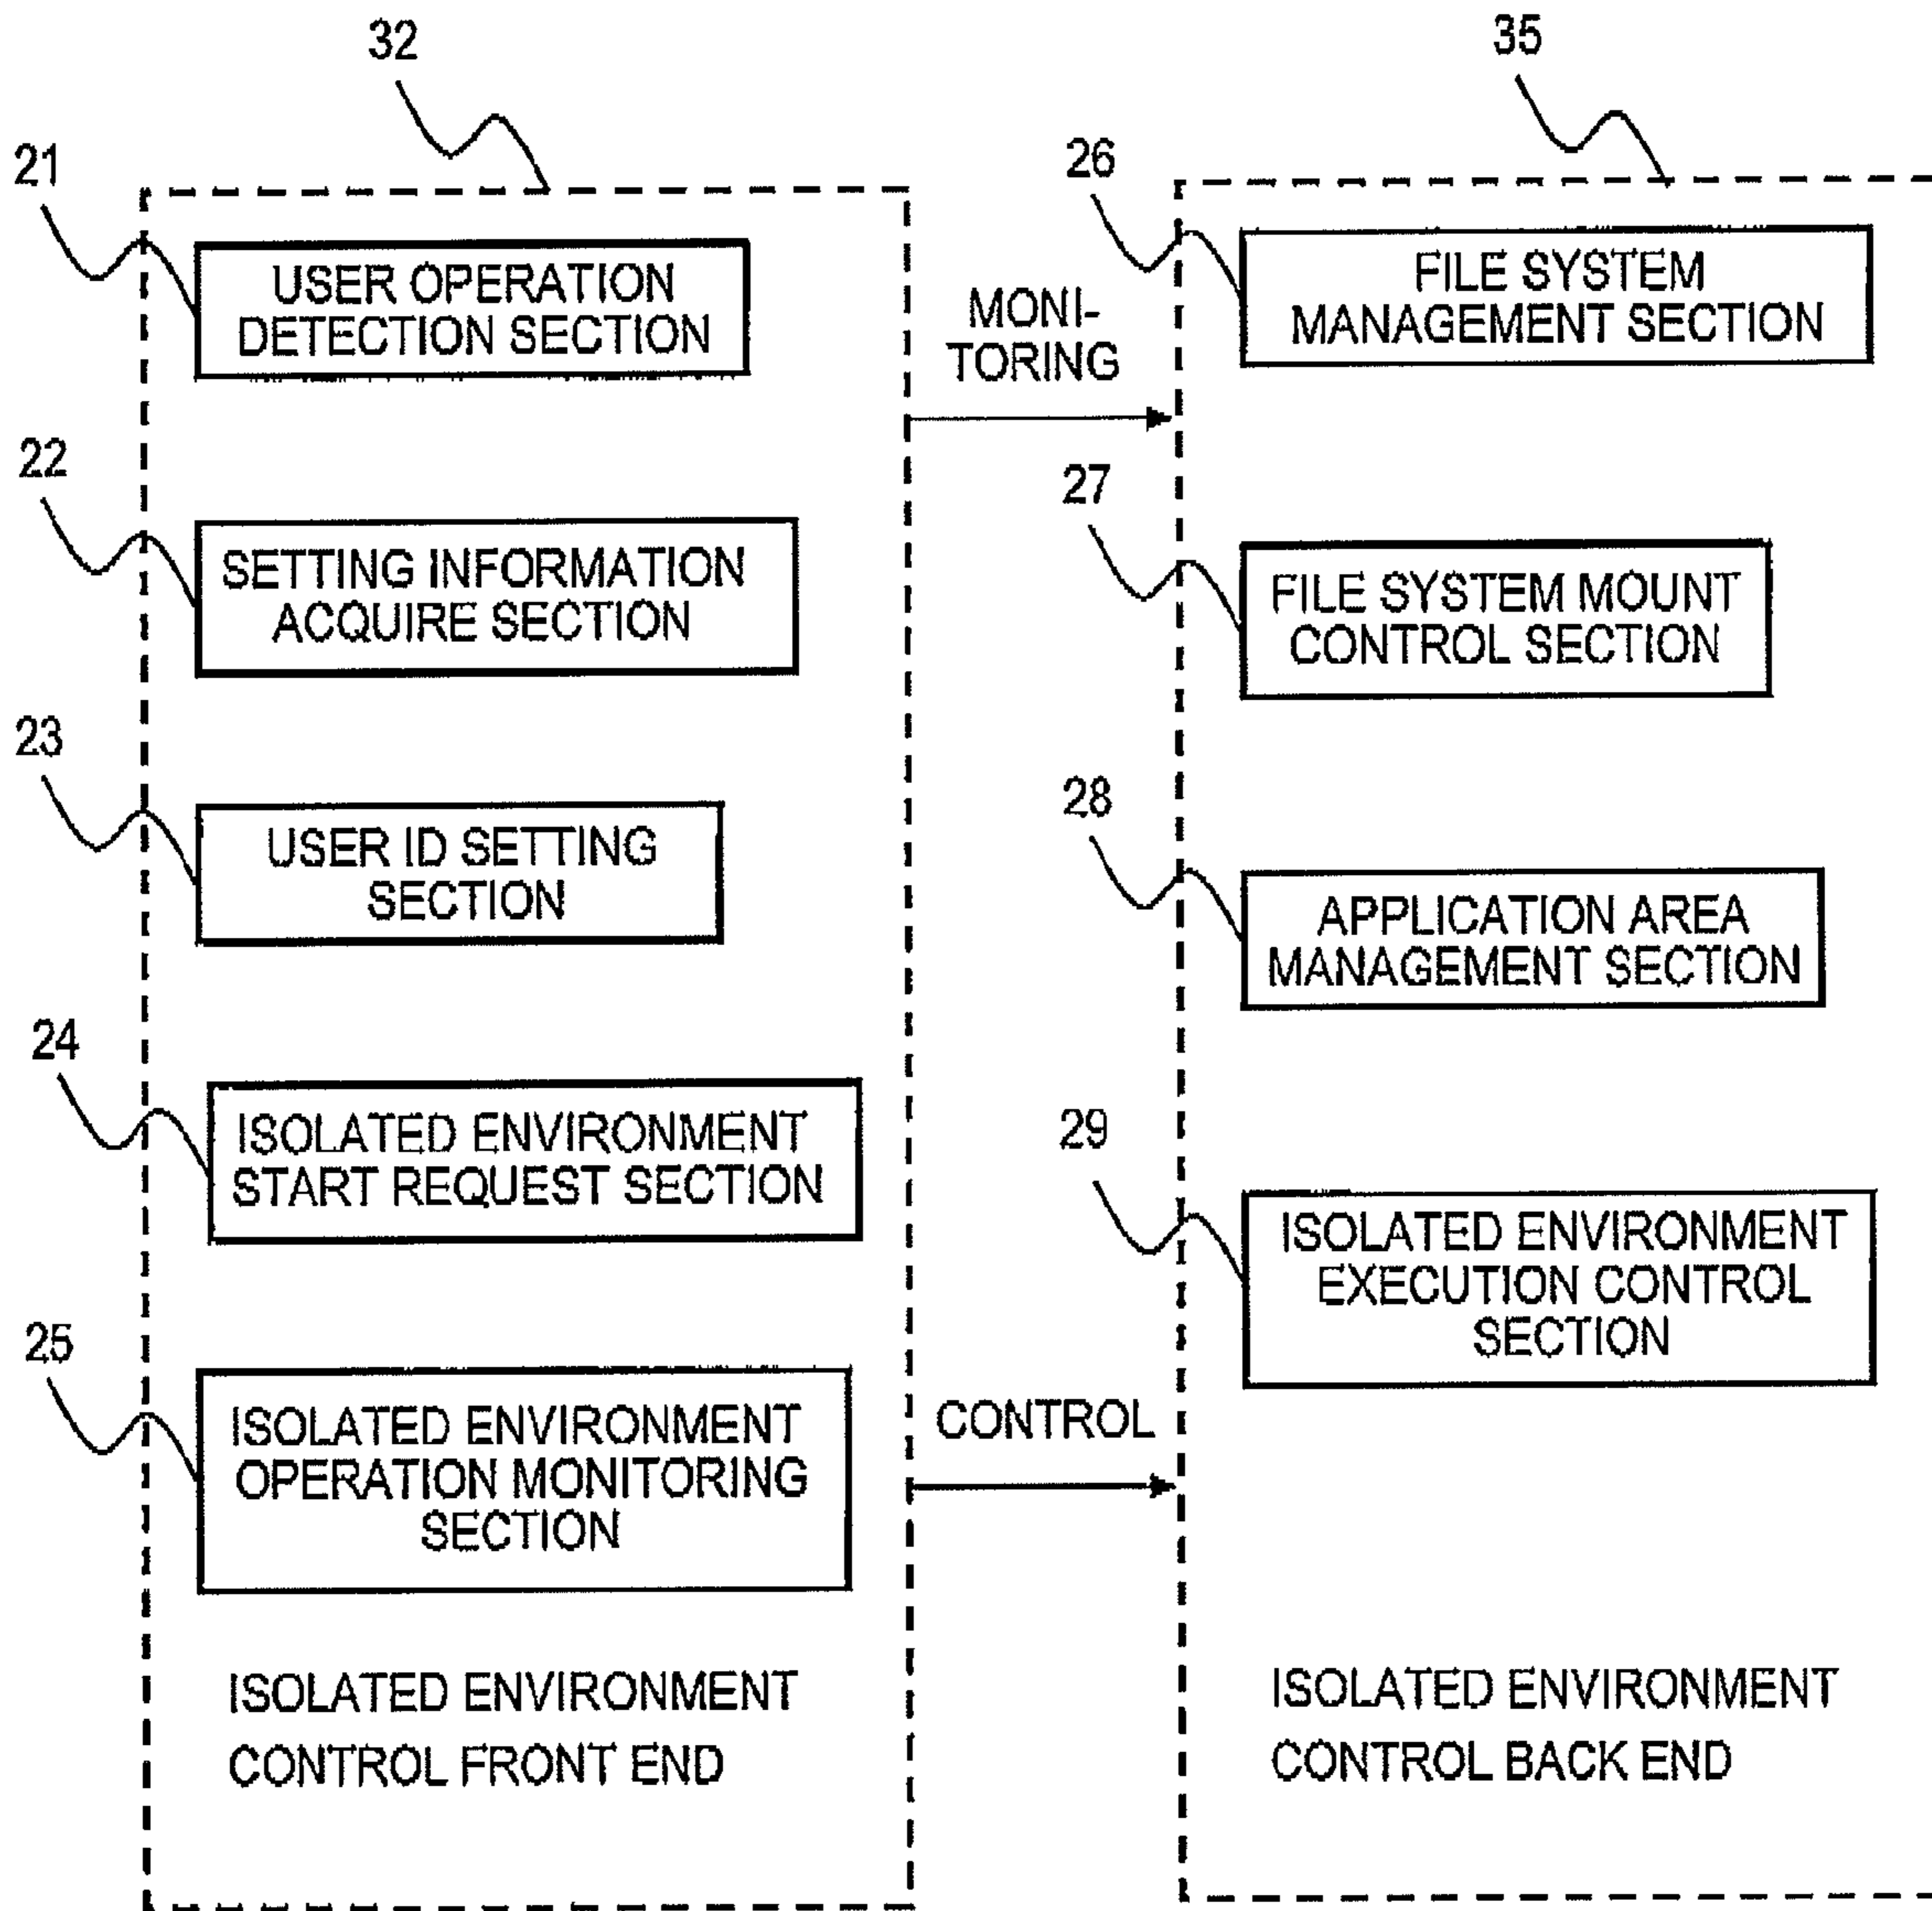 32
21
USER OPERATION
DETECTION SECTION
22
SETTING INFORMATION
ACQUIRE SECTION
23
USER ID SETTING
SECTION
24
ISOLATED ENVIRONMENT
START REQUEST SECTION
25
ISOLATED ENVIRONMENT
OPERATION MONITORING
SECTION
ISOLATED ENVIRONMENT
CONTROL FRONT END
MONI-
TORING
CONTROL
35
26
FILE SYSTEM
MANAGEMENT SECTION
27
FILE SYSTEM MOUNT
CONTROL SECTION
28
APPLICATION AREA
MANAGEMENT SECTION
29
ISOLATED ENVIRONMENT
EXECUTION CONTROL
SECTION
ISOLATED ENVIRONMENT
CONTROL BACK END